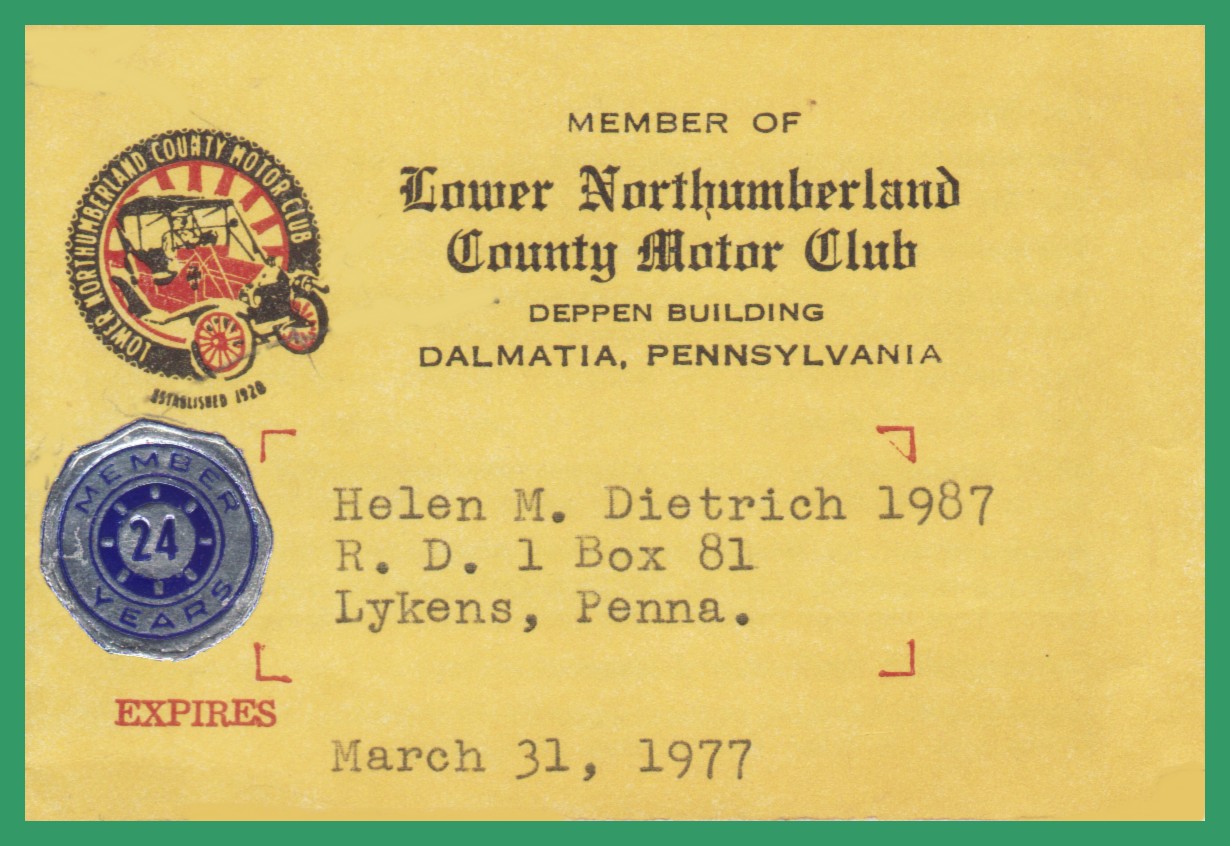 LOWER NORTHUMBERLAND COUNTY MOTOR CLUB
ESTABLISHED 1920
MEMBER OF
Lower Northumberland
County Motor Club
DEPPEN BUILDING
DALMATIA, PENNSYLVANIA
MEMBER
24
YEARS
Helen M. Dietrich 1987
R. D. 1 Box 81
Lykens, Penna.
EXPIRES
March 31, 1977